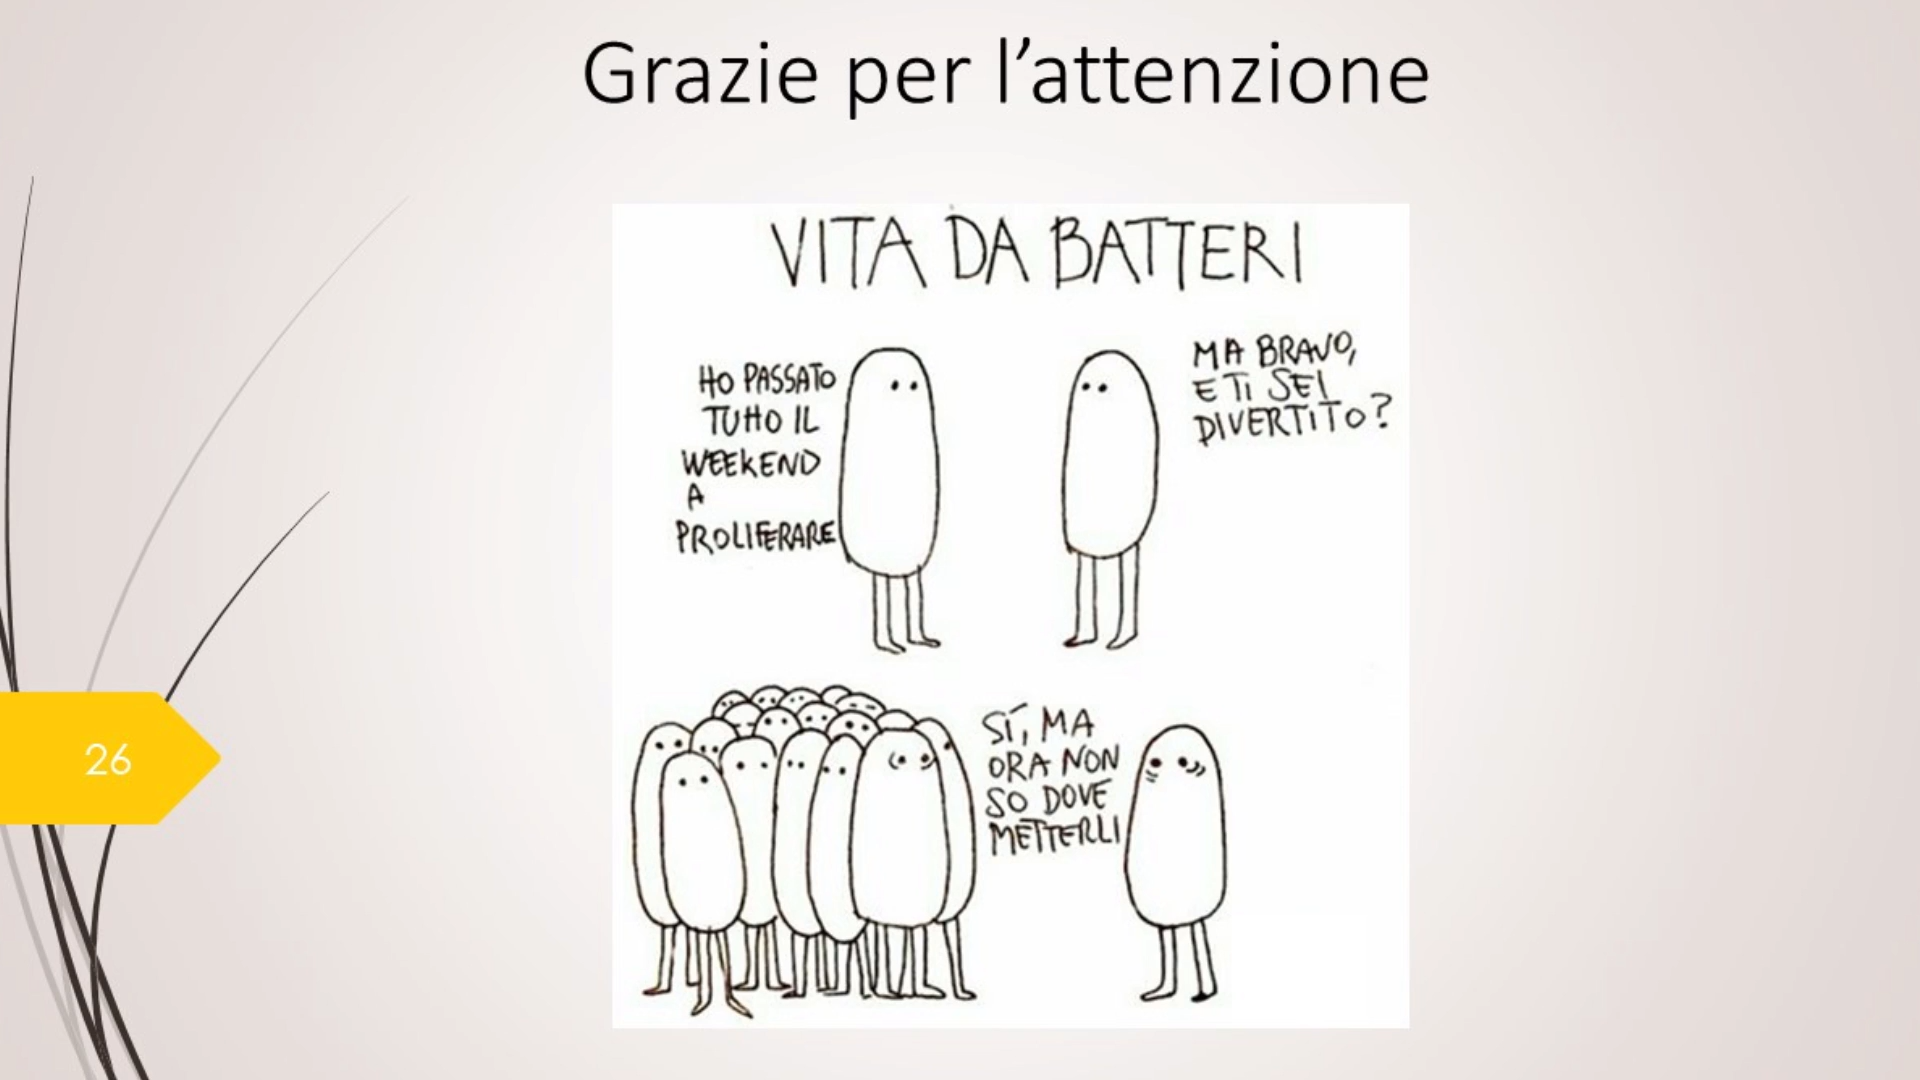 Grazie per l’attenzione
VITA DA BATTERI
HO PASSATO
TUTTO IL
WEEKEND
A
PROLIFERARE
MA BRAVO,
E TI SEI
DIVERTITO?
SÍ, MA
ORA NON
SO DOVE
METTERLI
26